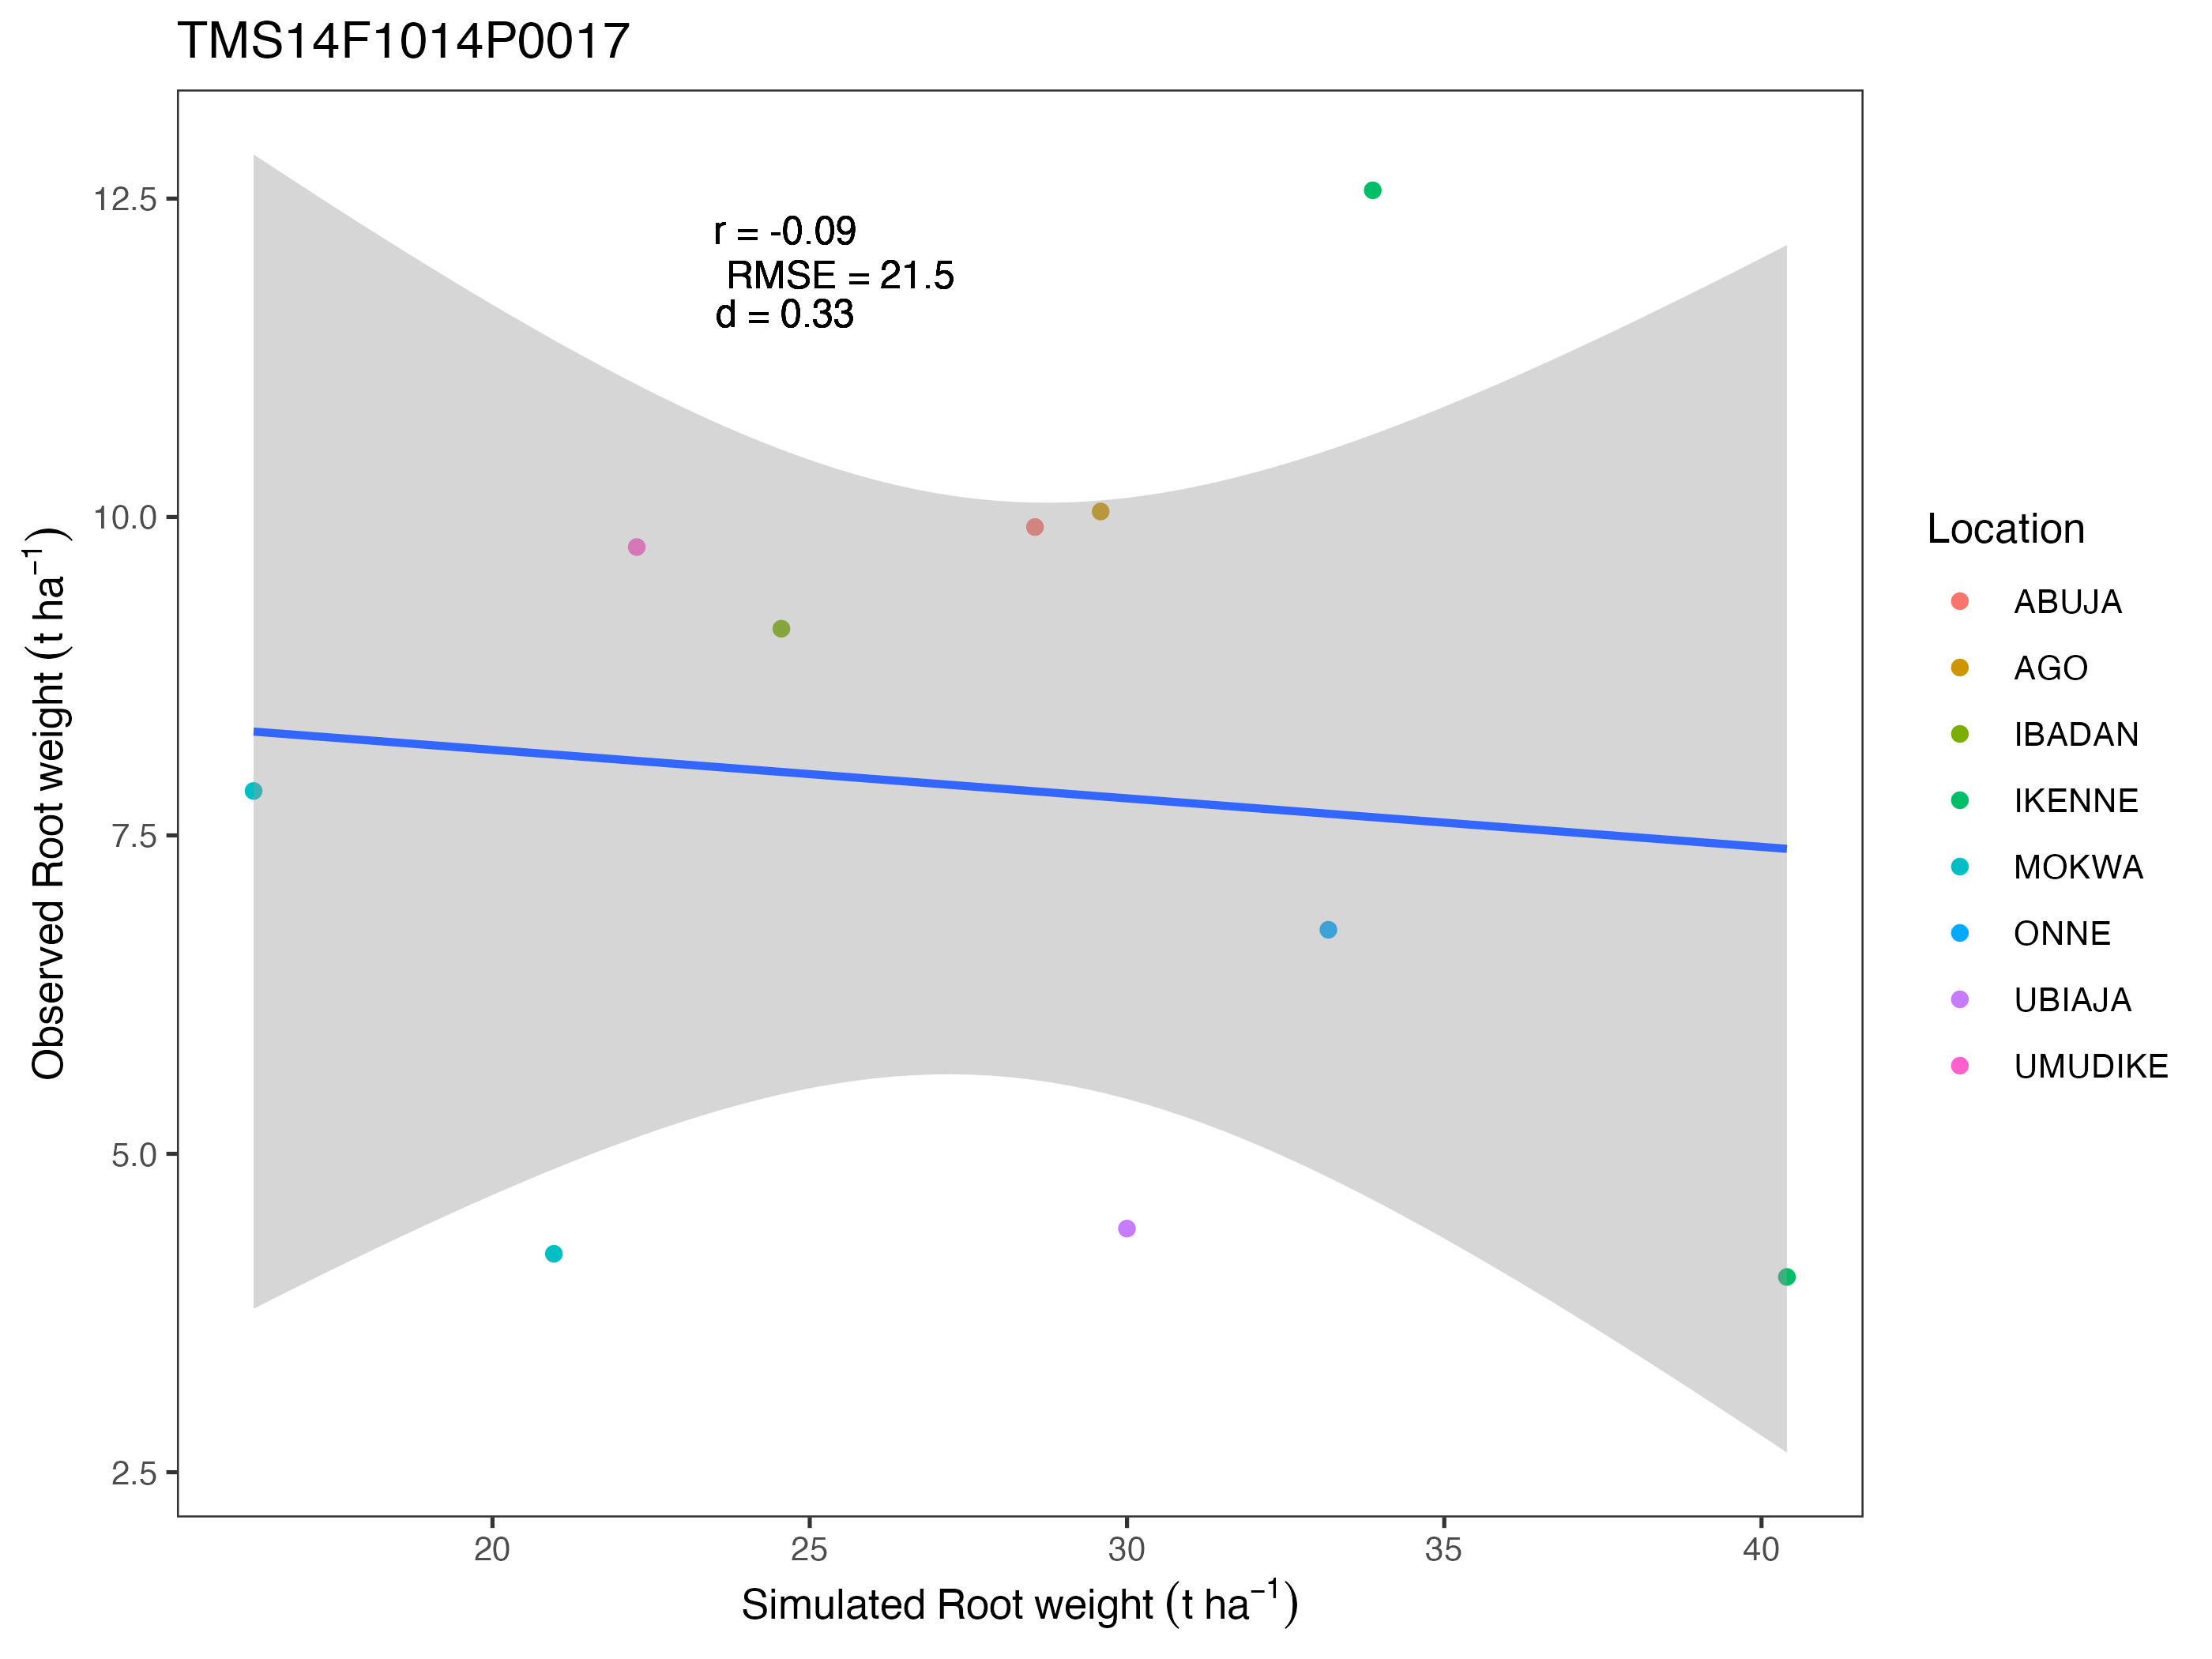 TMS14F1014P0017
r = -0.09
RMSE = 21.5
d = 0.33
12.5
10.0
7.5
5.0
2.5
Observed Root weight (t ha⁻¹)
20 25 30 35 40
Simulated Root weight (t ha⁻¹)
Location
ABUJA
AGO
IBADAN
IKENNE
MOKWA
ONNE
UBIAJA
UMUDIKE